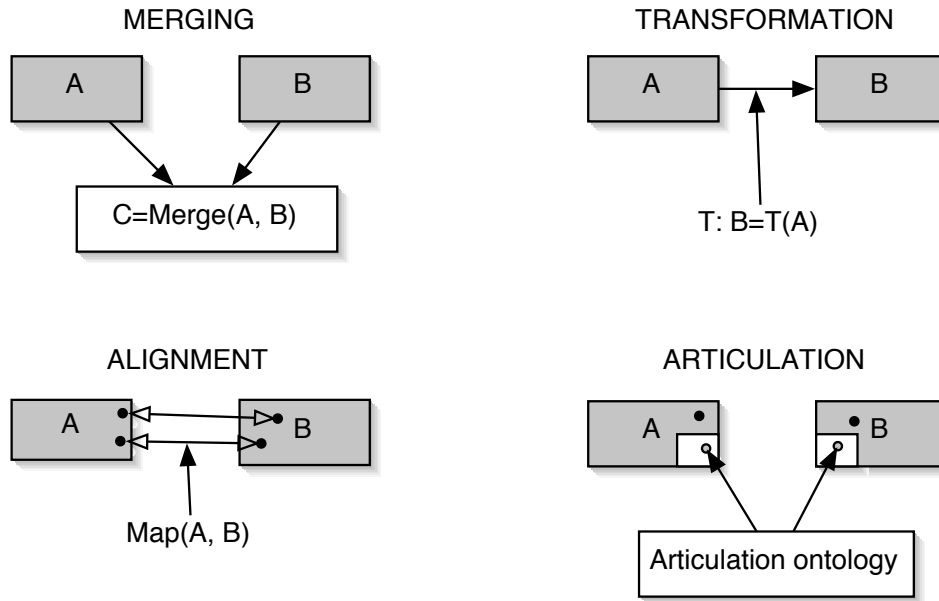 MERGING
A
B
C=Merge(A, B)
TRANSFORMATION
A
B
T: B=T(A)
ALIGNMENT
A
B
Map(A, B)
ARTICULATION
A
B
Articulation ontology